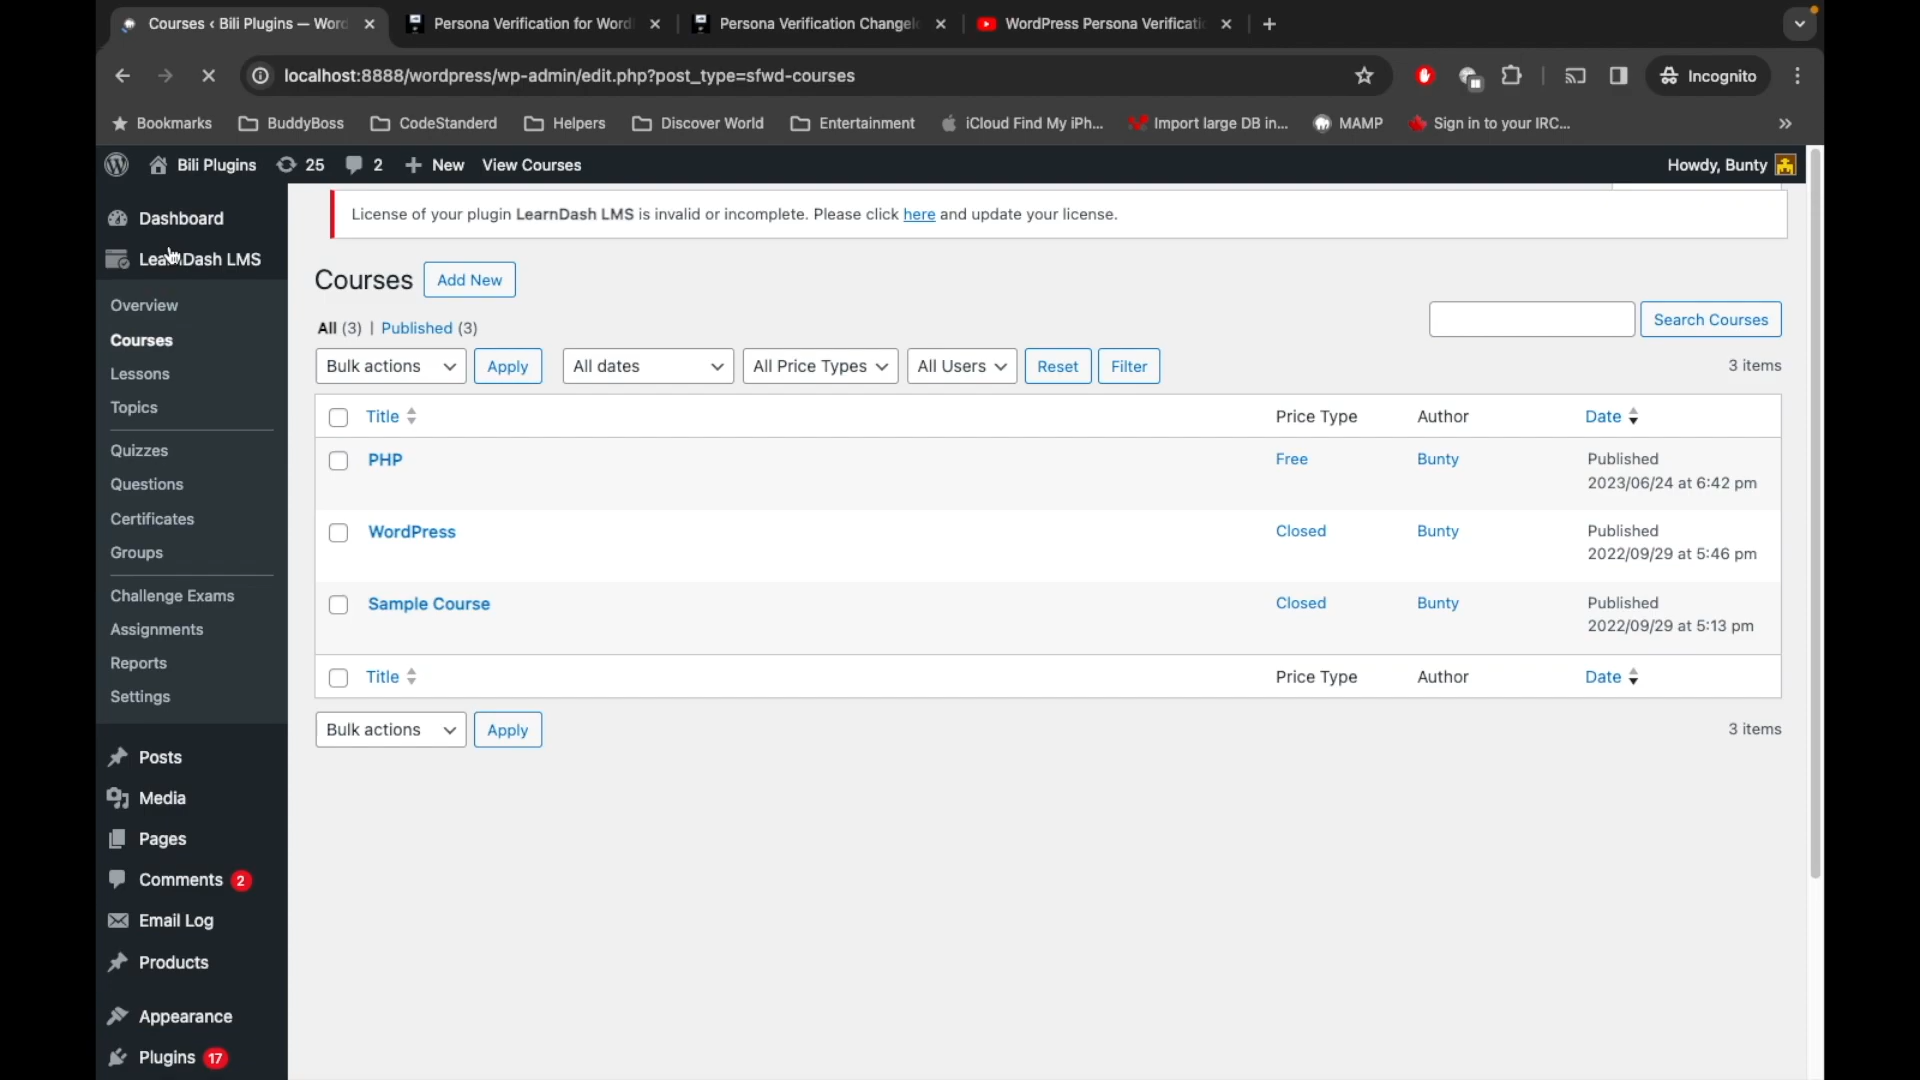 Courses ‹ Bili Plugins — Word
Persona Verification for Word
Persona Verification Changelo
WordPress Persona Verificatio
localhost:8888/wordpress/wp-admin/edit.php?post_type=sfwd-courses
Incognito
Bookmarks
BuddyBoss
CodeStanderd
Helpers
Discover World
Entertainment
iCloud Find My iPh...
Import large DB in...
MAMP
Sign in to your IRC...
Bili Plugins
25
2
New
View Courses
Howdy, Bunty
Dashboard
LearnDash LMS
Overview
Courses
Lessons
Topics
Quizzes
Questions
Certificates
Groups
Challenge Exams
Assignments
Reports
Settings
Posts
Media
Pages
Comments 2
Email Log
Products
Appearance
Plugins 17
License of your plugin LearnDash LMS is invalid or incomplete. Please click here and update your license.
Courses
Add New
All (3) | Published (3)
Search Courses
Bulk actions
Apply
All dates
All Price Types
All Users
Reset
Filter
3 items
Title
Price Type
Author
Date
PHP
Free
Bunty
Published
2023/06/24 at 6:42 pm
WordPress
Closed
Bunty
Published
2022/09/29 at 5:46 pm
Sample Course
Closed
Bunty
Published
2022/09/29 at 5:13 pm
Title
Price Type
Author
Date
Bulk actions
Apply
3 items